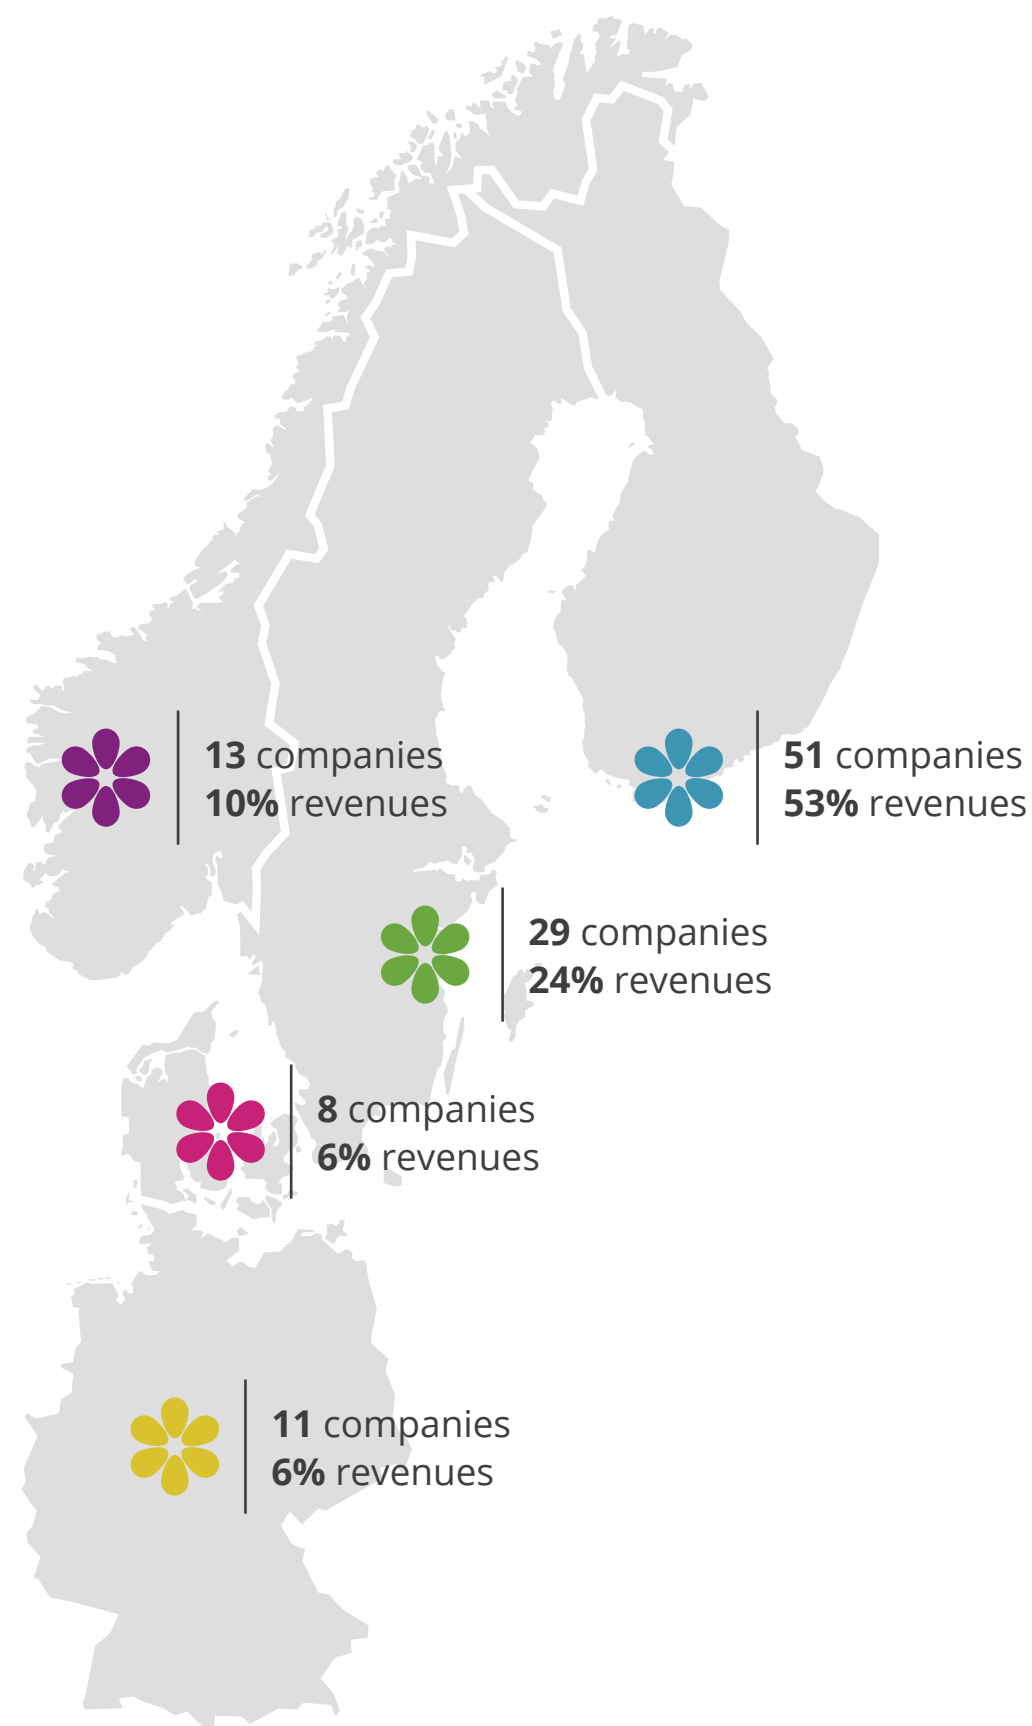 13 companies
10% revenues
51 companies
53% revenues
29 companies
24% revenues
8 companies
6% revenues
11 companies
6% revenues